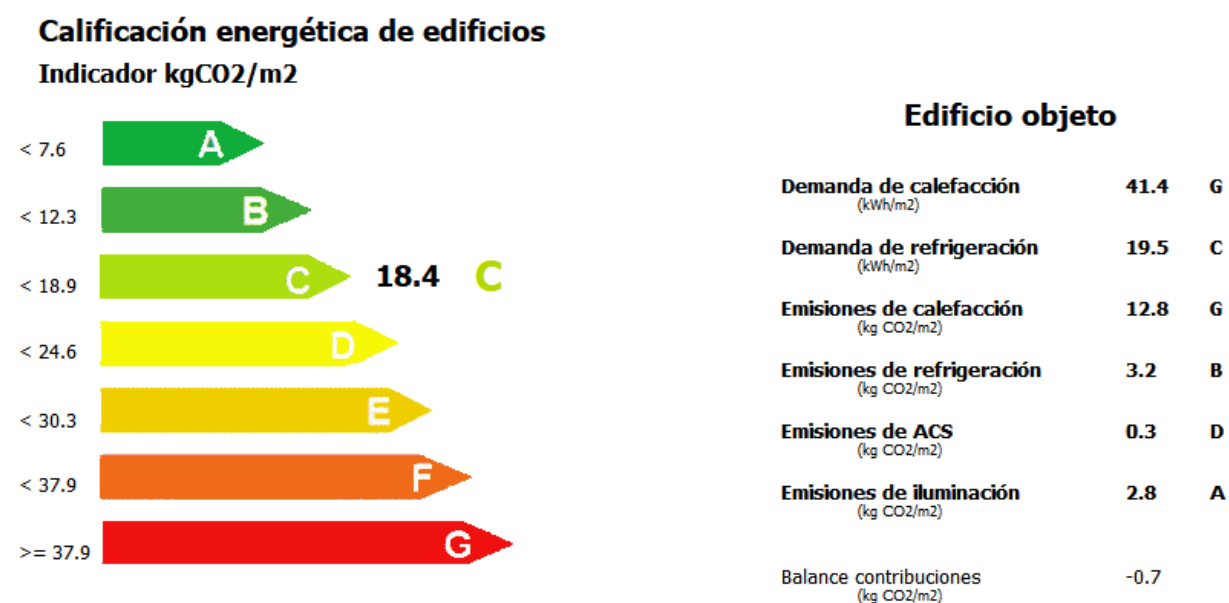 Calificación energética de edificios
Indicador kgCO2/m2
< 7.6 A
< 12.3 B
< 18.9 C 18.4 C
< 24.6 D
< 30.3 E
< 37.9 F
>= 37.9 G
Edificio objeto
Demanda de calefacción 41.4 G
(kWh/m2)
Demanda de refrigeración 19.5 C
(kWh/m2)
Emisiones de calefacción 12.8 G
(kg CO2/m2)
Emisiones de refrigeración 3.2 B
(kg CO2/m2)
Emisiones de ACS 0.3 D
(kg CO2/m2)
Emisiones de iluminación 2.8 A
(kg CO2/m2)
Balance contribuciones -0.7
(kg CO2/m2)